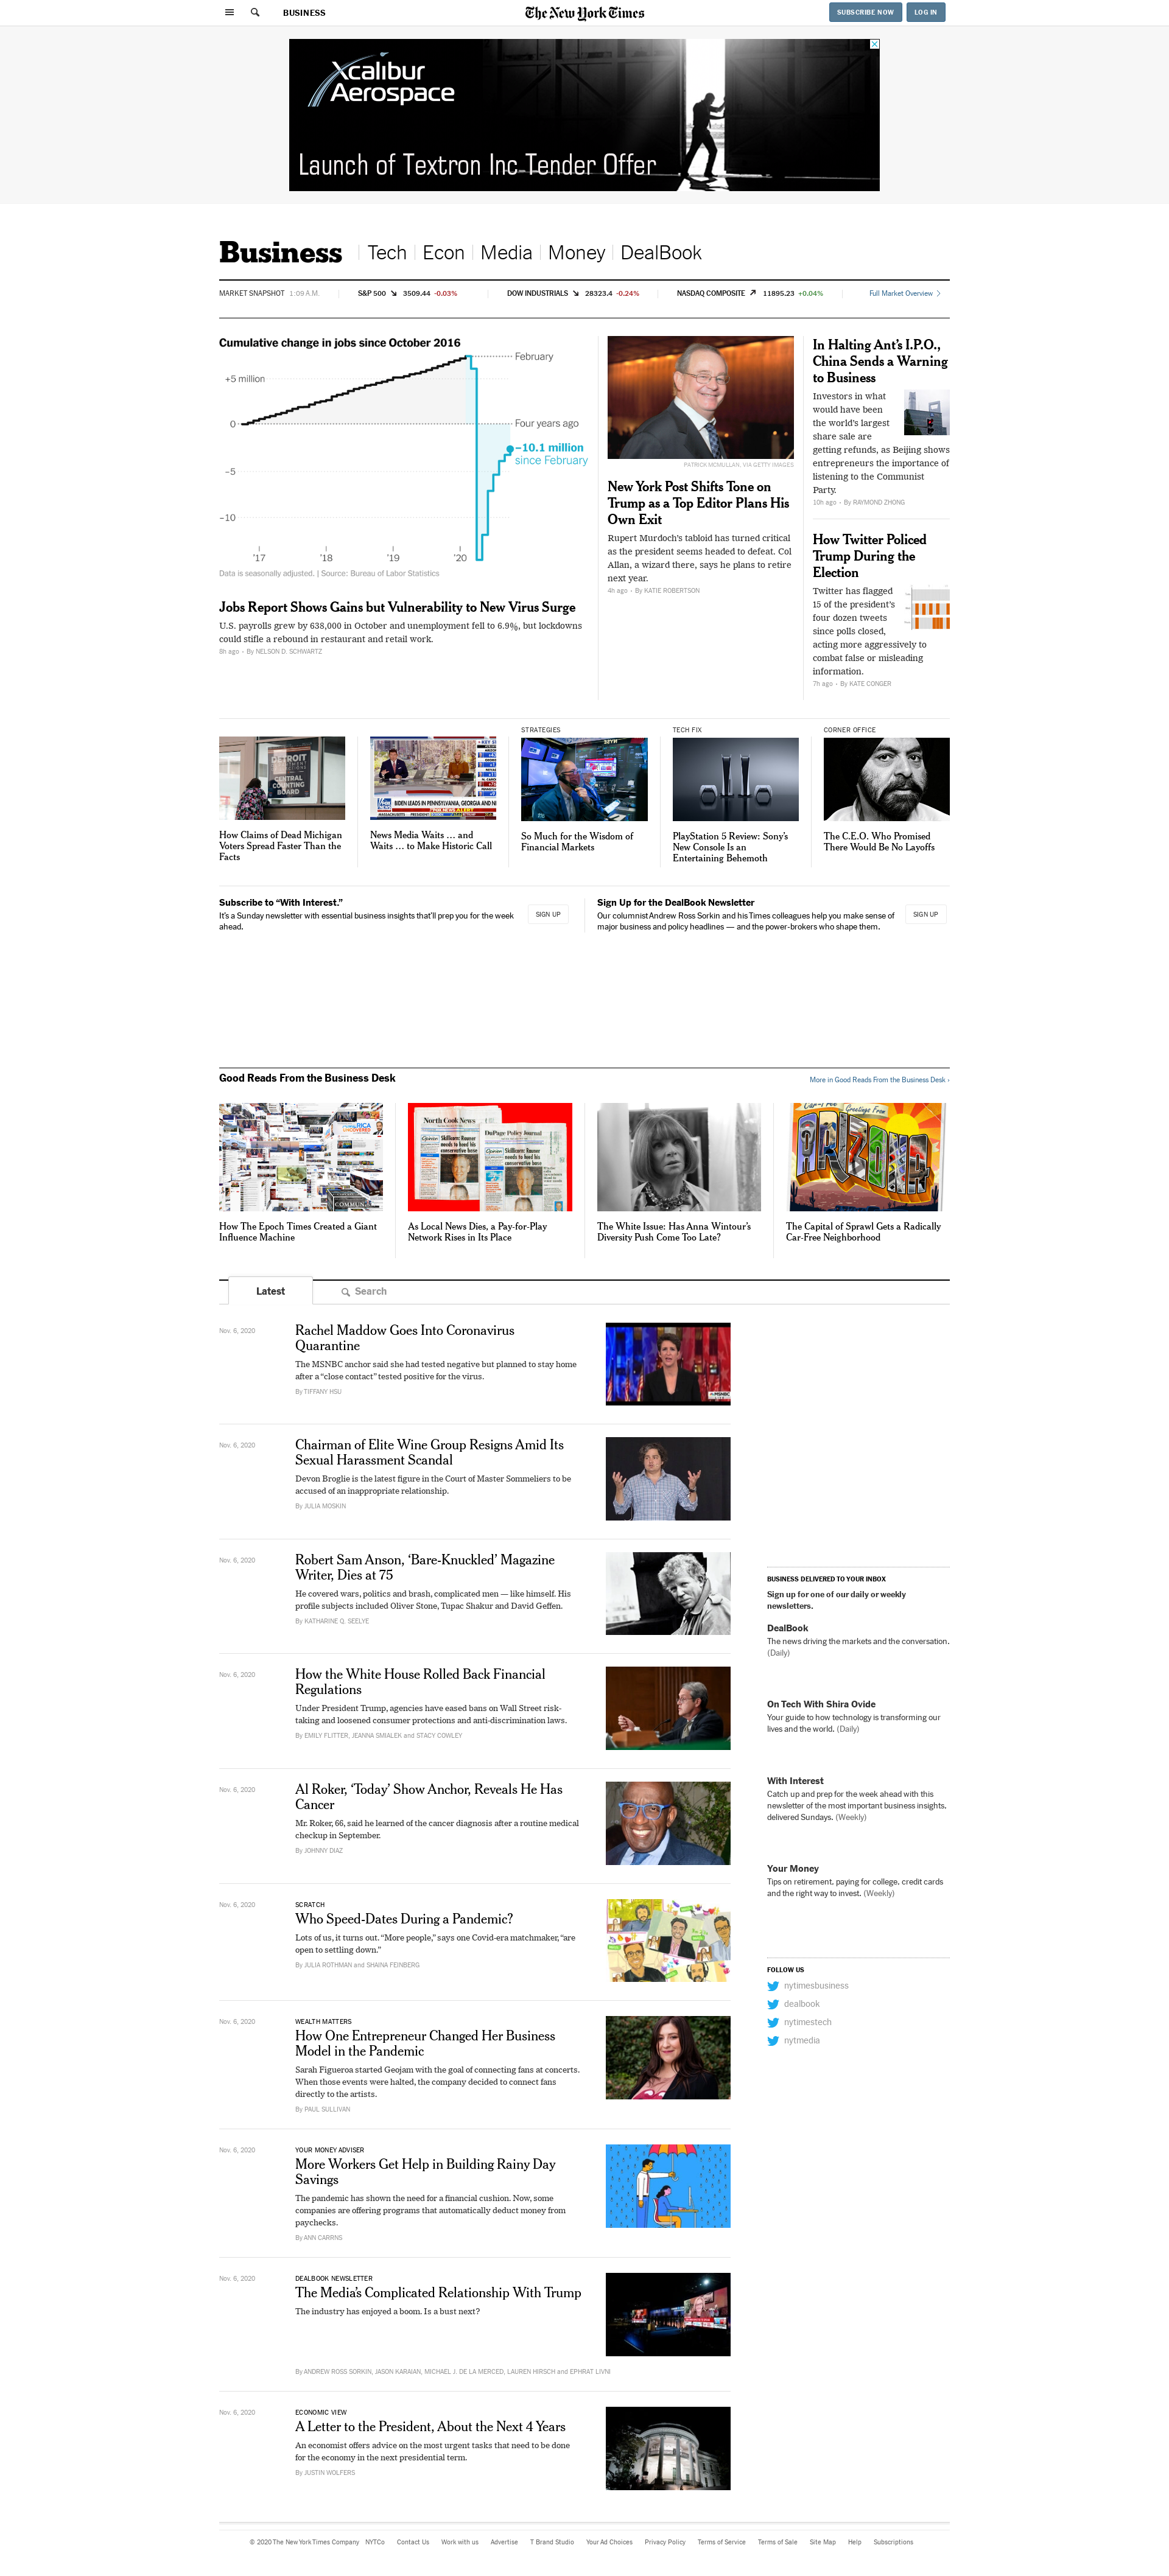 BUSINESS
The New York Times
SUBSCRIBE NOW
LOG IN
Xcalibur
Aerospace
Launch of Textron Inc Tender Offer
Business
Tech
Econ
Media
Money
DealBook
MARKET SNAPSHOT 1:09 A.M.
S&P 500 3509.44 -0.03%
DOW INDUSTRIALS 28323.4 -0.24%
NASDAQ COMPOSITE 11895.23 +0.04%
Full Market Overview
Cumulative change in jobs since October 2016
February
+5 million
0
Four years ago
–10.1 million
since February
–5
–10
’17
’18
’19
’20
Data is seasonally adjusted. | Source: Bureau of Labor Statistics
Jobs Report Shows Gains but Vulnerability to New Virus Surge
U.S. payrolls grew by 638,000 in October and unemployment fell to 6.9%, but lockdowns
could stifle a rebound in restaurant and retail work.
8h ago • By NELSON D. SCHWARTZ
PATRICK MCMULLAN, VIA GETTY IMAGES
New York Post Shifts Tone on
Trump as a Top Editor Plans His
Own Exit
Rupert Murdoch’s tabloid has turned critical
as the president seems headed to defeat. Col
Allan, a wizard there, says he plans to retire
next year.
4h ago • By KATIE ROBERTSON
In Halting Ant’s I.P.O.,
China Sends a Warning
to Business
Investors in what
would have been
the world’s largest
share sale are
getting refunds, as Beijing shows
entrepreneurs the importance of
listening to the Communist
Party.
10h ago • By RAYMOND ZHONG
How Twitter Policed
Trump During the
Election
Twitter has flagged
15 of the president’s
four dozen tweets
since polls closed,
acting more aggressively to
combat false or misleading
information.
7h ago • By KATE CONGER
DETROIT
CENTRAL
COUNTING
BOARD
How Claims of Dead Michigan
Voters Spread Faster Than the
Facts
BIDEN LEADS IN PENNSYLVANIA, GEORGIA AND N
News Media Waits … and
Waits … to Make Historic Call
STRATEGIES
So Much for the Wisdom of
Financial Markets
TECH FIX
PlayStation 5 Review: Sony’s
New Console Is an
Entertaining Behemoth
CORNER OFFICE
The C.E.O. Who Promised
There Would Be No Layoffs
Subscribe to “With Interest.”
It’s a Sunday newsletter with essential business insights that’ll prep you for the week
ahead.
SIGN UP
Sign Up for the DealBook Newsletter
Our columnist Andrew Ross Sorkin and his Times colleagues help you make sense of
major business and policy headlines — and the power-brokers who shape them.
SIGN UP
Good Reads From the Business Desk
More in Good Reads From the Business Desk ›
How The Epoch Times Created a Giant
Influence Machine
North Cook News
DuPage Policy Journal
As Local News Dies, a Pay-for-Play
Network Rises in Its Place
The White Issue: Has Anna Wintour’s
Diversity Push Come Too Late?
Greetings From
ARIZONA
The Capital of Sprawl Gets a Radically
Car-Free Neighborhood
Latest
Search
Nov. 6, 2020
Rachel Maddow Goes Into Coronavirus
Quarantine
The MSNBC anchor said she had tested negative but planned to stay home
after a “close contact” tested positive for the virus.
By TIFFANY HSU
Nov. 6, 2020
Chairman of Elite Wine Group Resigns Amid Its
Sexual Harassment Scandal
Devon Broglie is the latest figure in the Court of Master Sommeliers to be
accused of an inappropriate relationship.
By JULIA MOSKIN
Nov. 6, 2020
Robert Sam Anson, ‘Bare-Knuckled’ Magazine
Writer, Dies at 75
He covered wars, politics and brash, complicated men — like himself. His
profile subjects included Oliver Stone, Tupac Shakur and David Geffen.
By KATHARINE Q. SEELYE
Nov. 6, 2020
How the White House Rolled Back Financial
Regulations
Under President Trump, agencies have eased bans on Wall Street risk-
taking and loosened consumer protections and anti-discrimination laws.
By EMILY FLITTER, JEANNA SMIALEK and STACY COWLEY
Nov. 6, 2020
Al Roker, ‘Today’ Show Anchor, Reveals He Has
Cancer
Mr. Roker, 66, said he learned of the cancer diagnosis after a routine medical
checkup in September.
By JOHNNY DIAZ
Nov. 6, 2020
SCRATCH
Who Speed-Dates During a Pandemic?
Lots of us, it turns out. “More people,” says one Covid-era matchmaker, “are
open to settling down.”
By JULIA ROTHMAN and SHAINA FEINBERG
Nov. 6, 2020
WEALTH MATTERS
How One Entrepreneur Changed Her Business
Model in the Pandemic
Sarah Figueroa started Geojam with the goal of connecting fans at concerts.
When those events were halted, the company decided to connect fans
directly to the artists.
By PAUL SULLIVAN
Nov. 6, 2020
YOUR MONEY ADVISER
More Workers Get Help in Building Rainy Day
Savings
The pandemic has shown the need for a financial cushion. Now, some
companies are offering programs that automatically deduct money from
paychecks.
By ANN CARRNS
Nov. 6, 2020
DEALBOOK NEWSLETTER
The Media’s Complicated Relationship With Trump
The industry has enjoyed a boom. Is a bust next?
By ANDREW ROSS SORKIN, JASON KARAIAN, MICHAEL J. DE LA MERCED, LAUREN HIRSCH and EPHRAT LIVNI
Nov. 6, 2020
ECONOMIC VIEW
A Letter to the President, About the Next 4 Years
An economist offers advice on the most urgent tasks that need to be done
for the economy in the next presidential term.
By JUSTIN WOLFERS
BUSINESS DELIVERED TO YOUR INBOX
Sign up for one of our daily or weekly
newsletters.
DealBook
The news driving the markets and the conversation.
(Daily)
On Tech With Shira Ovide
Your guide to how technology is transforming our
lives and the world. (Daily)
With Interest
Catch up and prep for the week ahead with this
newsletter of the most important business insights,
delivered Sundays. (Weekly)
Your Money
Tips on retirement, paying for college, credit cards
and the right way to invest. (Weekly)
FOLLOW US
nytimesbusiness
dealbook
nytimestech
nytmedia
© 2020 The New York Times Company NYTCo Contact Us Work with us Advertise T Brand Studio Your Ad Choices Privacy Policy Terms of Service Terms of Sale Site Map Help Subscriptions